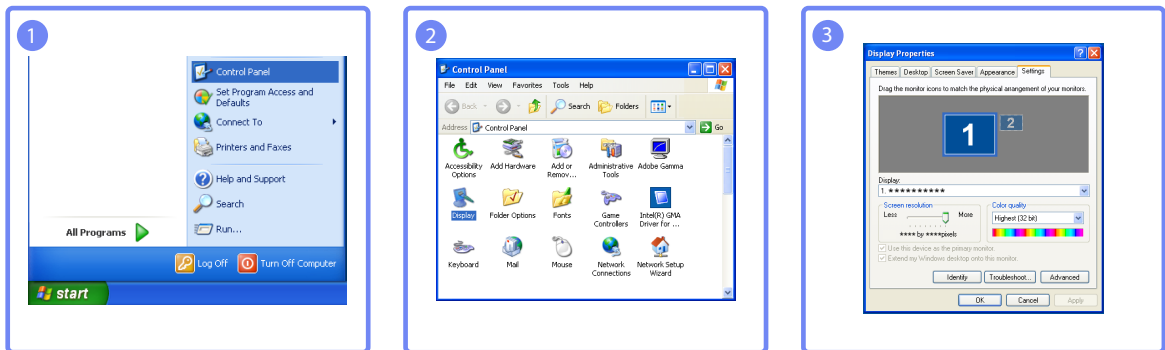 1
Control Panel
Set Program Access and
Defaults
Connect To
Printers and Faxes
Help and Support
Search
Run...
All Programs
Log Off
Turn Off Computer
start
2
Control Panel
File Edit View Favorites Tools Help
Back Search Folders
Address Control Panel Go
Accessibility
Options
Add Hardware
Add or
Remov...
Administrative
Tools
Adobe Gamma
Display
Folder Options
Fonts
Game
Controllers
Intel(R) GMA
Driver for ...
Keyboard
Mail
Mouse
Network
Connections
Network Setup
Wizard
3
Display Properties
Themes Desktop Screen Saver Appearance Settings
Drag the monitor icons to match the physical arrangement of your monitors.
1 2
Display:
1. **********
Screen resolution
Less More
**** by ****pixels
Color quality
Highest (32 bit)
Use this device as the primary monitor.
Extend my Windows desktop onto this monitor.
Identify Troubleshoot... Advanced
OK Cancel Apply